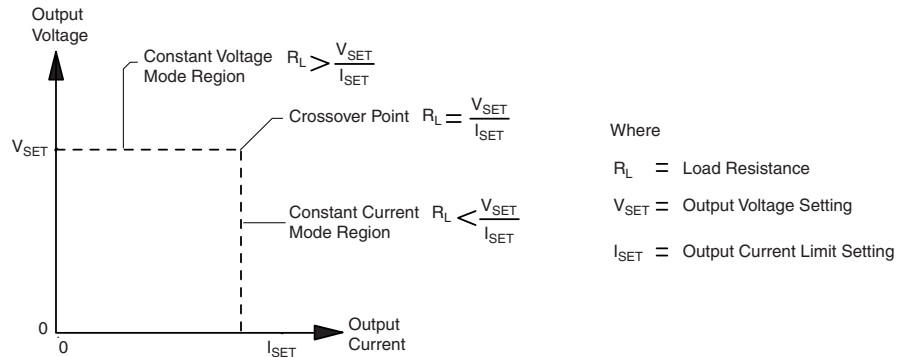 Output
Voltage
Constant Voltage
Mode Region
R_L > V_SET / I_SET
Crossover Point R_L = V_SET / I_SET
V_SET
Where
R_L = Load Resistance
V_SET = Output Voltage Setting
I_SET = Output Current Limit Setting
Constant Current
Mode Region
R_L < V_SET / I_SET
0
0
I_SET
Output
Current